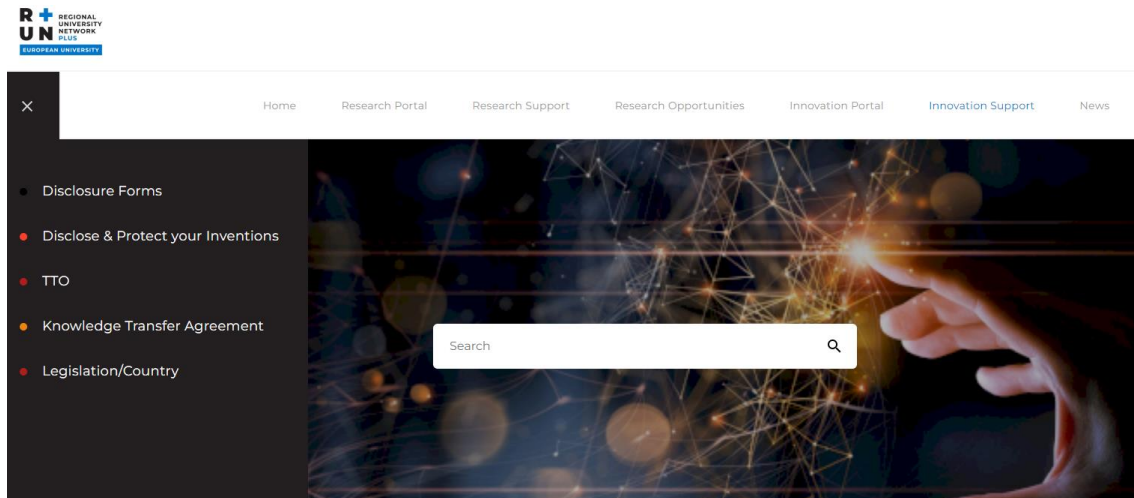 R+ REGIONAL
UNIVERSITY
UN NETWORK
PLUS
EUROPEAN UNIVERSITY
Home Research Portal Research Support Research Opportunities Innovation Portal Innovation Support News
Disclosure Forms
Disclose & Protect your Inventions
TTO
Knowledge Transfer Agreement
Legislation/Country
Search